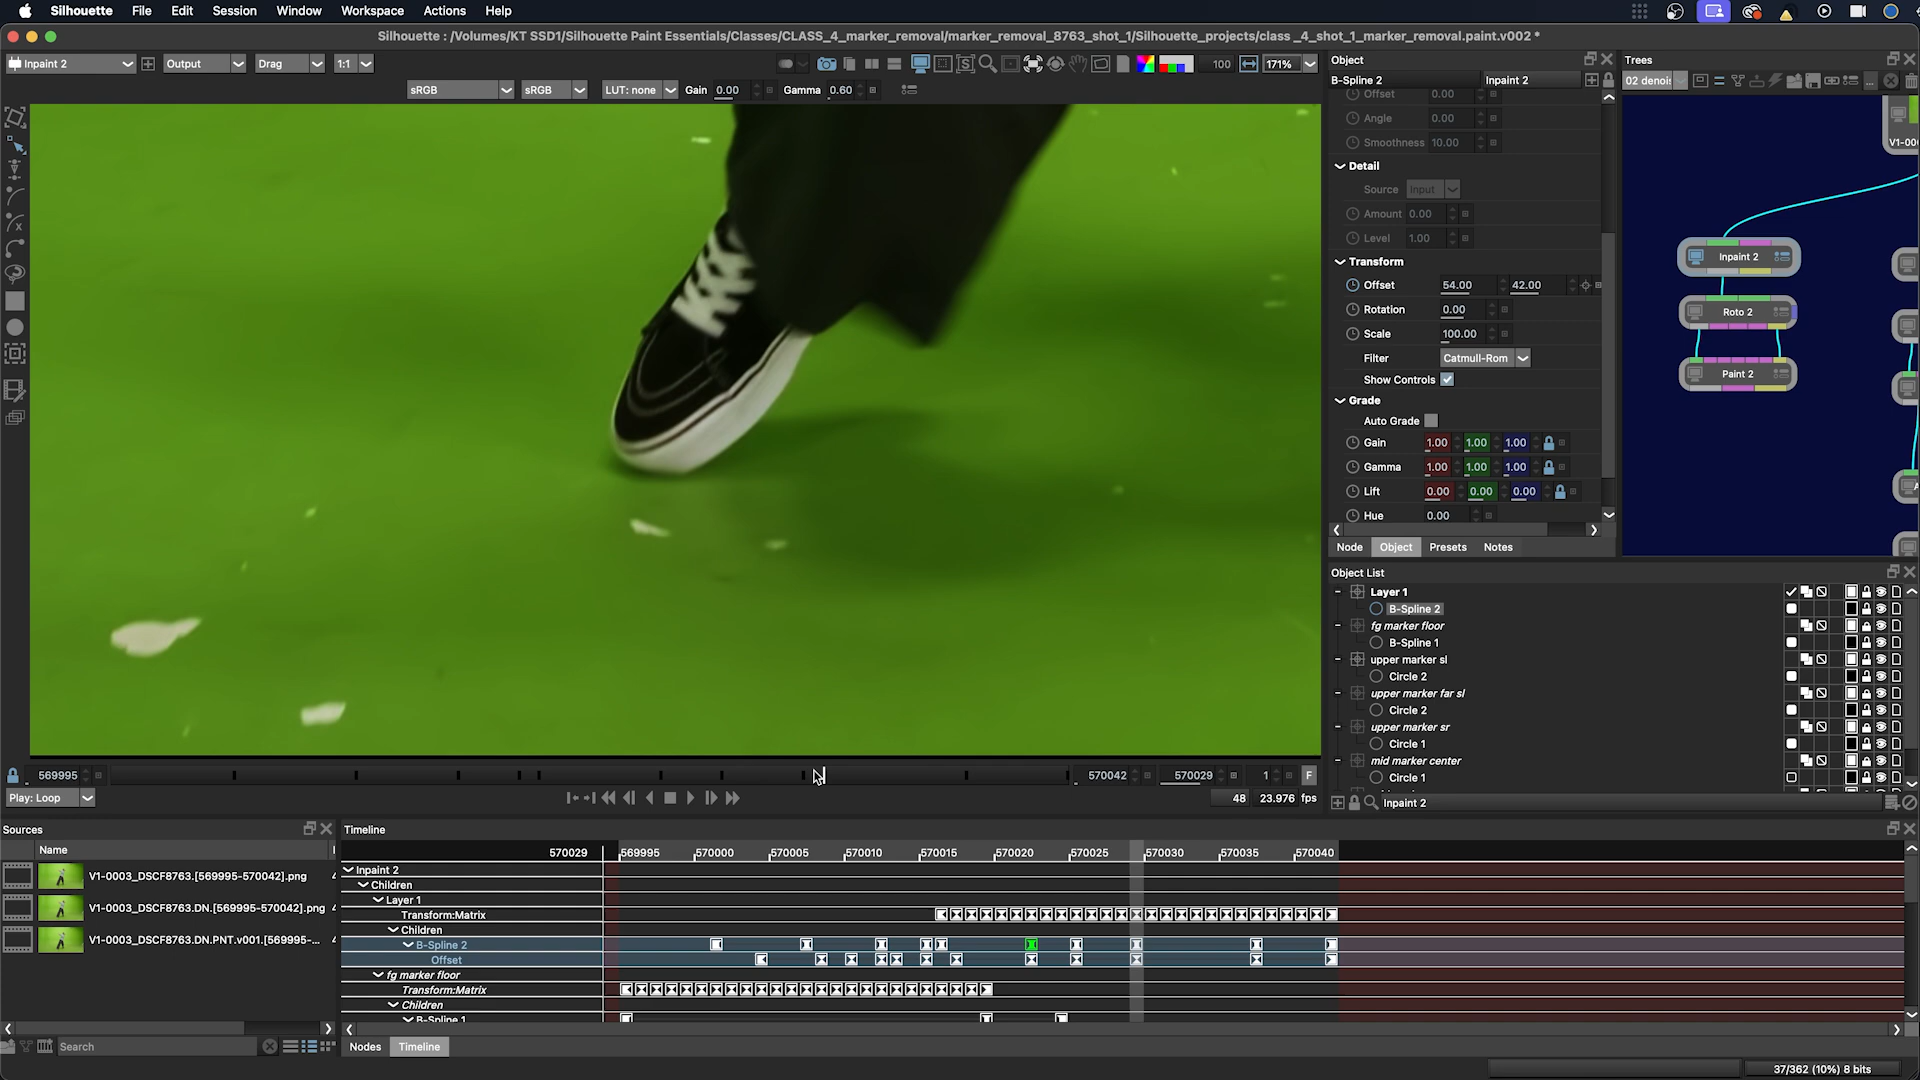 Silhouette File Edit Session Window Workspace Actions Help
Silhouette : /Volumes/KT SSD1/Silhouette Paint Essentials/Classes/CLASS_4_marker_removal/marker_removal_8763_shot_1/Silhouette_projects/class _4_shot_1_marker_removal.paint.v002 *
Inpaint 2 Output Drag 1:1 100 171%
sRGB sRGB LUT: none Gain 0.00 Gamma 0.60
Object
B-Spline 2 Inpaint 2
Offset 0.00
Angle 0.00
Smoothness 10.00
Detail
Source Input
Amount 0.00
Level 1.00
Transform
Offset 54.00 42.00
Rotation 0.00
Scale 100.00
Filter Catmull-Rom
Show Controls
Grade
Auto Grade
Gain 1.00 1.00 1.00
Gamma 1.00 1.00 1.00
Lift 0.00 0.00 0.00
Hue 0.00
Node Object Presets Notes
Trees
02 denoi
V1-00
Inpaint 2
Roto 2
Paint 2
Object List
Layer 1
B-Spline 2
fg marker floor
B-Spline 1
upper marker sl
Circle 2
upper marker far sl
Circle 2
upper marker sr
Circle 1
mid marker center
Circle 1
Inpaint 2
569995 570042 570029 1 F
Play: Loop 48 23.976 fps
Sources
Name
V1-0003_DSCF8763.[569995-570042].png
V1-0003_DSCF8763.DN.[569995-570042].png
V1-0003_DSCF8763.DN.PNT.v001.[569995-...
Search
Timeline
570029 569995 570000 570005 570010 570015 570020 570025 570030 570035 570040
Inpaint 2
Children
Layer 1
Transform:Matrix
Children
B-Spline 2
Offset
fg marker floor
Transform:Matrix
Children
B-Spline 1
Nodes Timeline
37/362 (10%) 8 bits